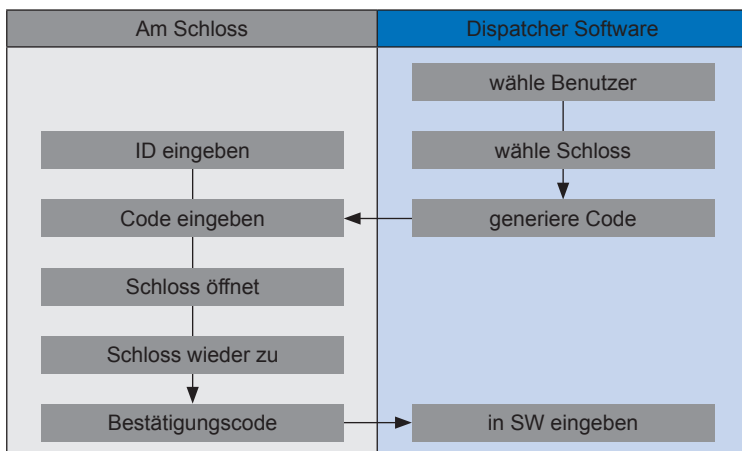 Am Schloss
Dispatcher Software
wähle Benutzer
ID eingeben
wähle Schloss
Code eingeben
generiere Code
Schloss öffnet
Schloss wieder zu
Bestätigungscode
in SW eingeben